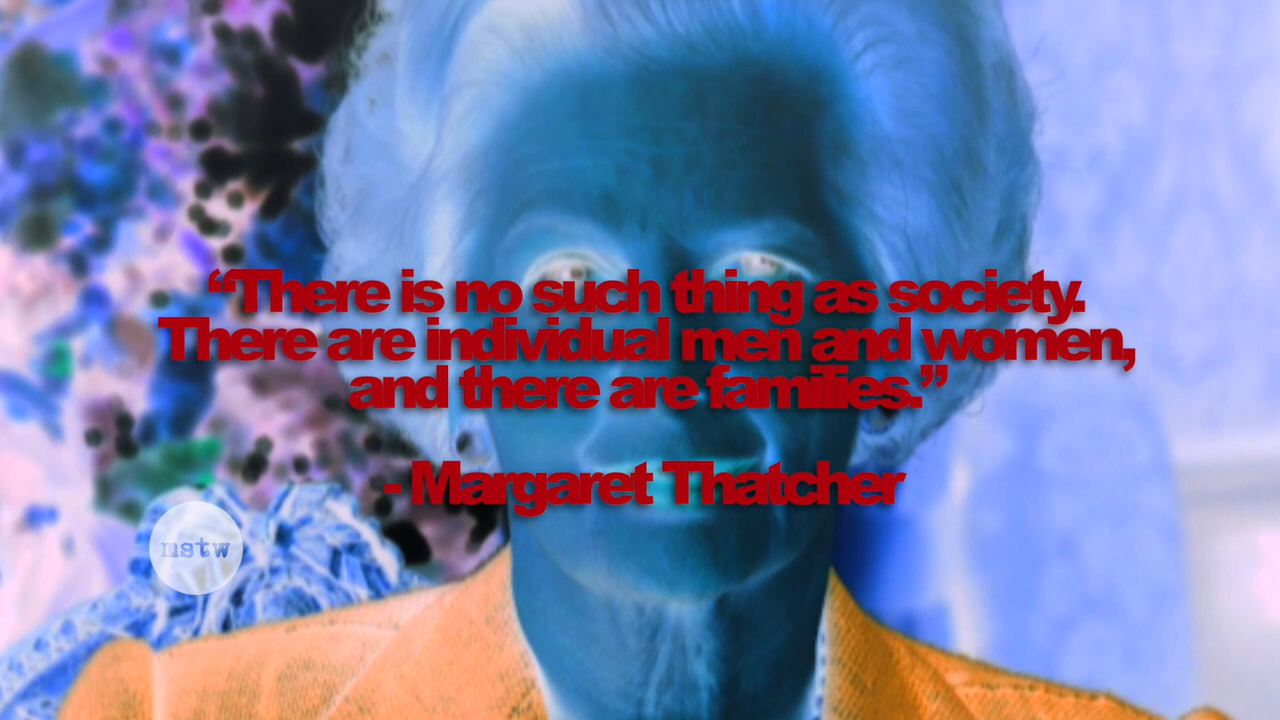 “There is no such thing as society.
There are individual men and women,
and there are families.”
- Margaret Thatcher
nstw